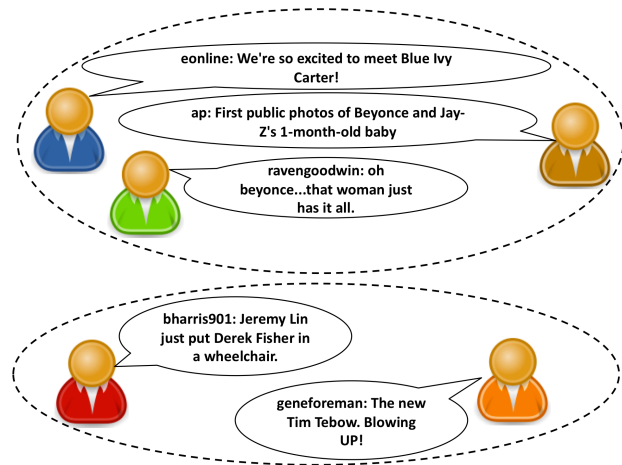 eonline: We're so excited to meet Blue Ivy
Carter!
ap: First public photos of Beyonce and Jay-
Z's 1-month-old baby
ravengoodwin: oh
beyonce...that woman just
has it all.
bharris901: Jeremy Lin
just put Derek Fisher in
a wheelchair.
geneforeman: The new
Tim Tebow. Blowing
UP!